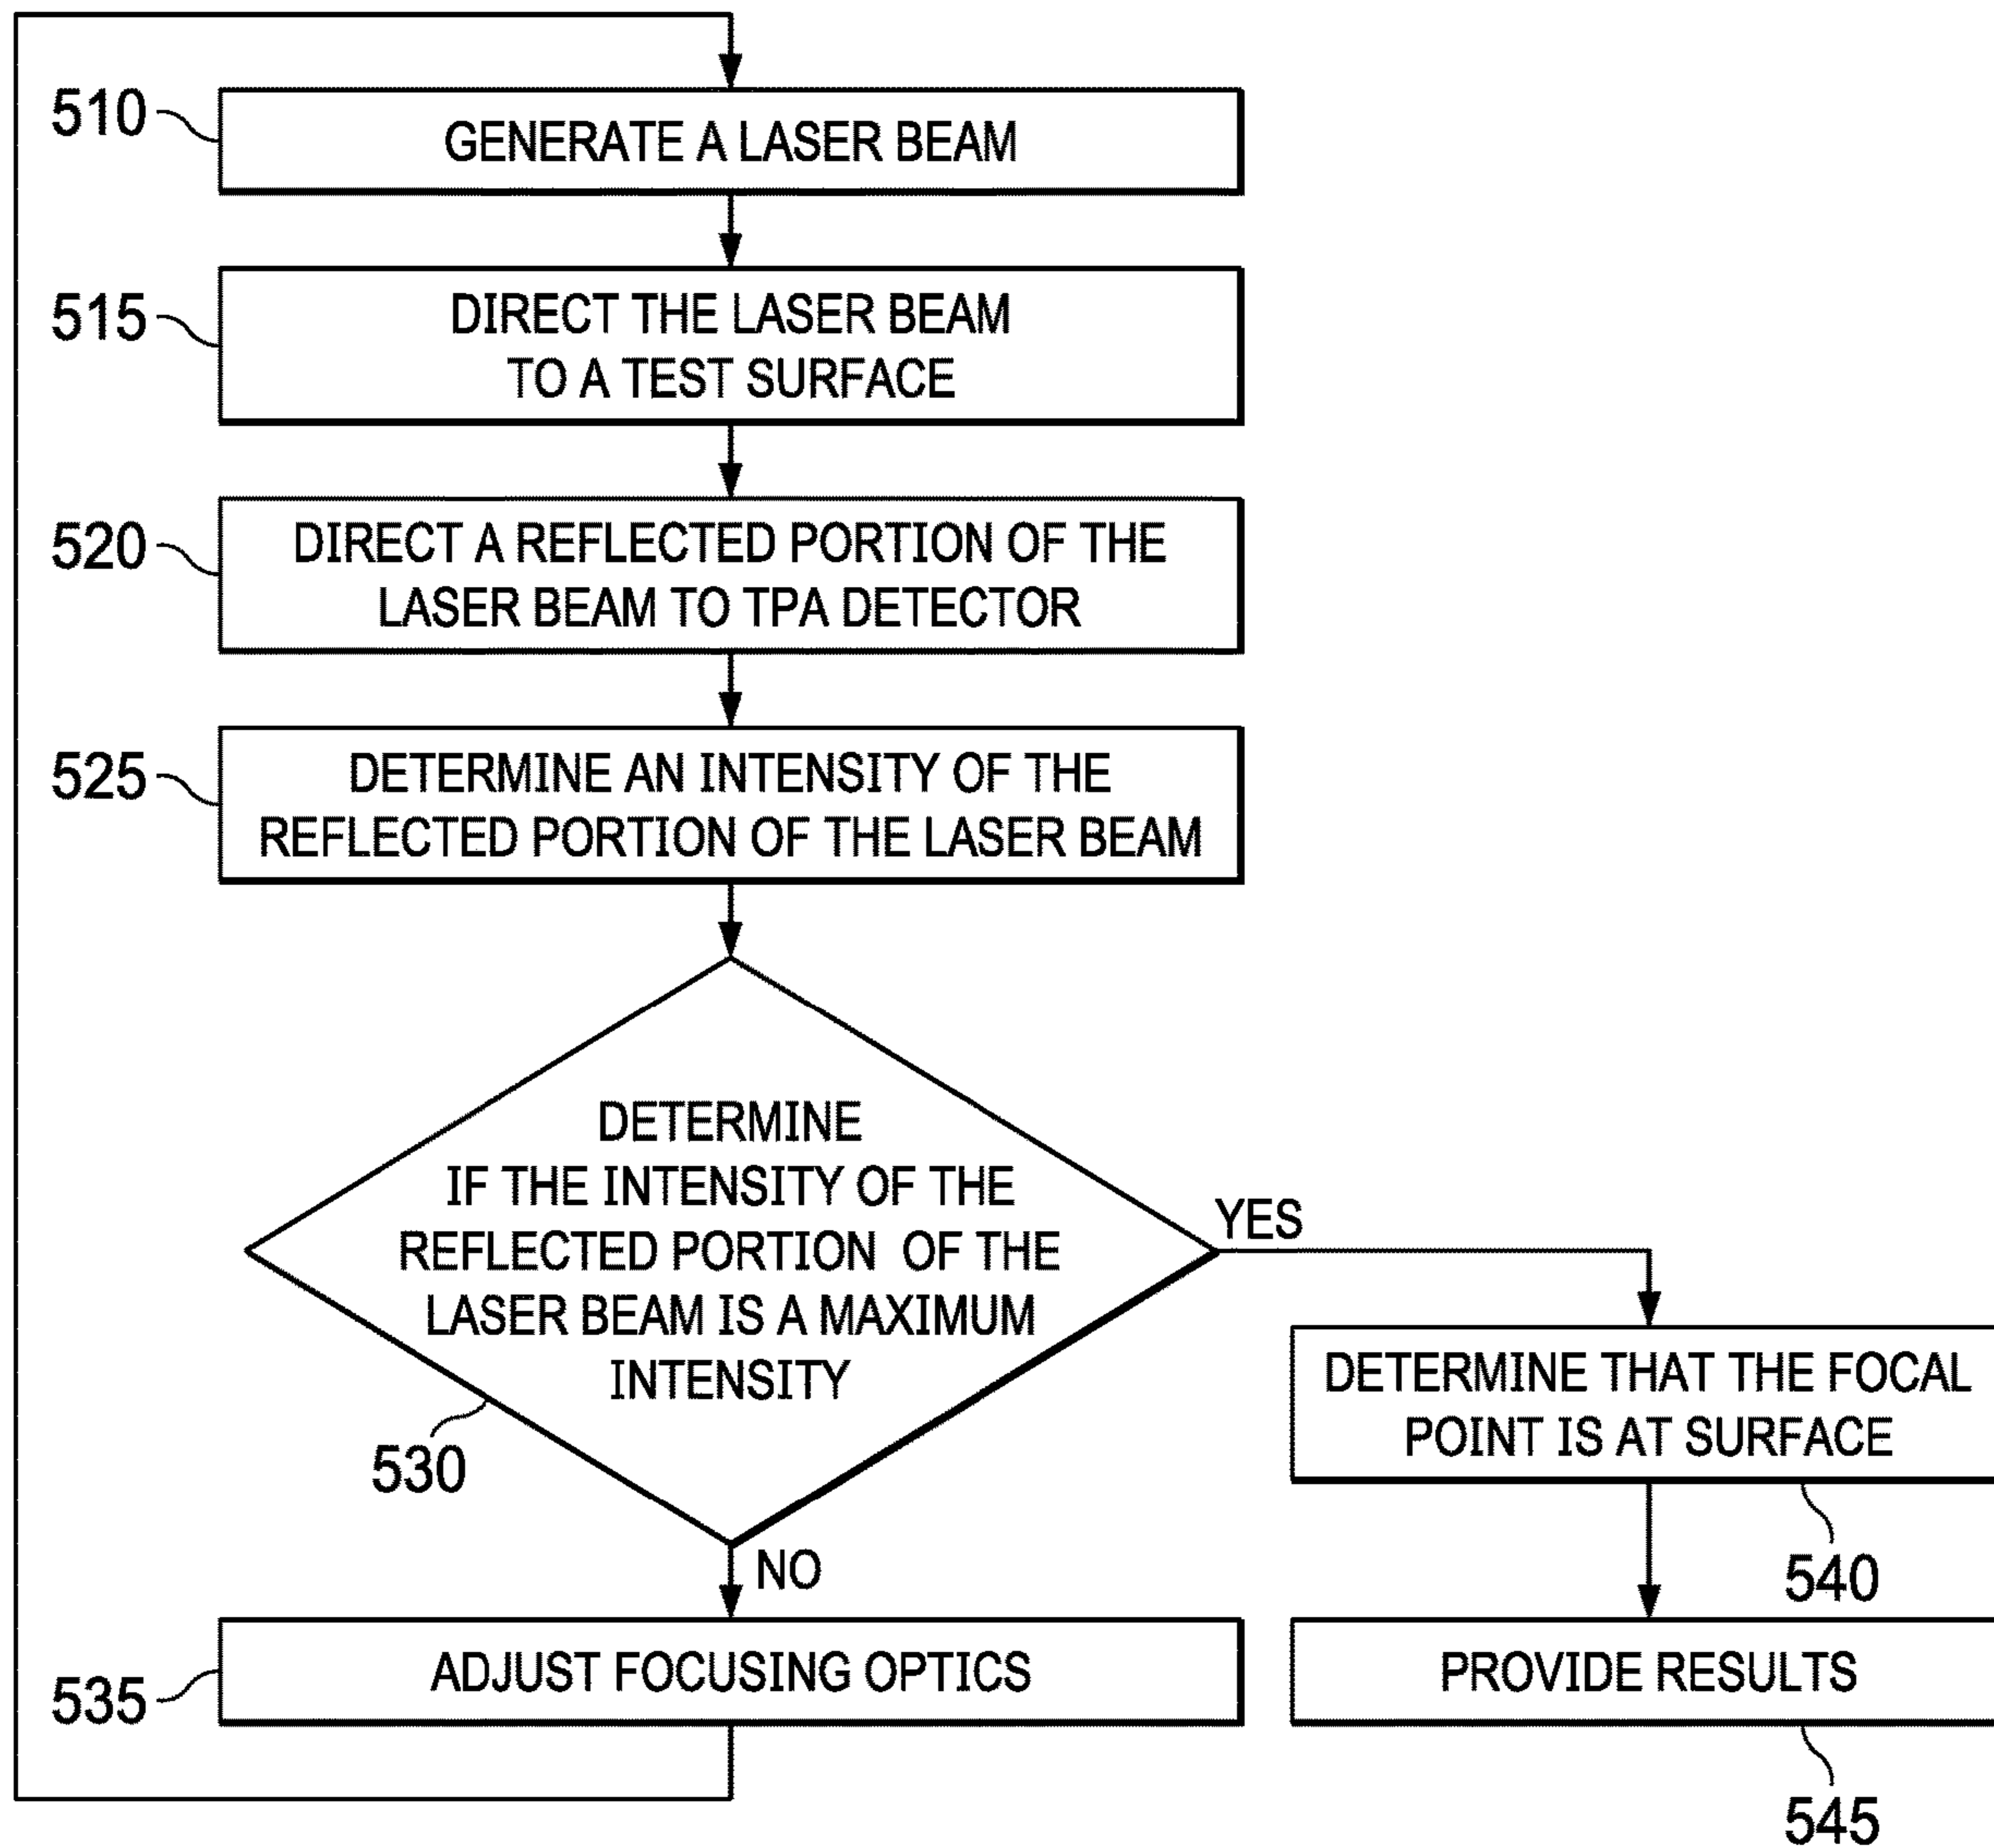 510
GENERATE A LASER BEAM
515
DIRECT THE LASER BEAM
TO A TEST SURFACE
520
DIRECT A REFLECTED PORTION OF THE
LASER BEAM TO TPA DETECTOR
525
DETERMINE AN INTENSITY OF THE
REFLECTED PORTION OF THE LASER BEAM
DETERMINE
IF THE INTENSITY OF THE
REFLECTED PORTION OF THE
LASER BEAM IS A MAXIMUM
INTENSITY
530
YES
NO
535
ADJUST FOCUSING OPTICS
DETERMINE THAT THE FOCAL
POINT IS AT SURFACE
540
PROVIDE RESULTS
545